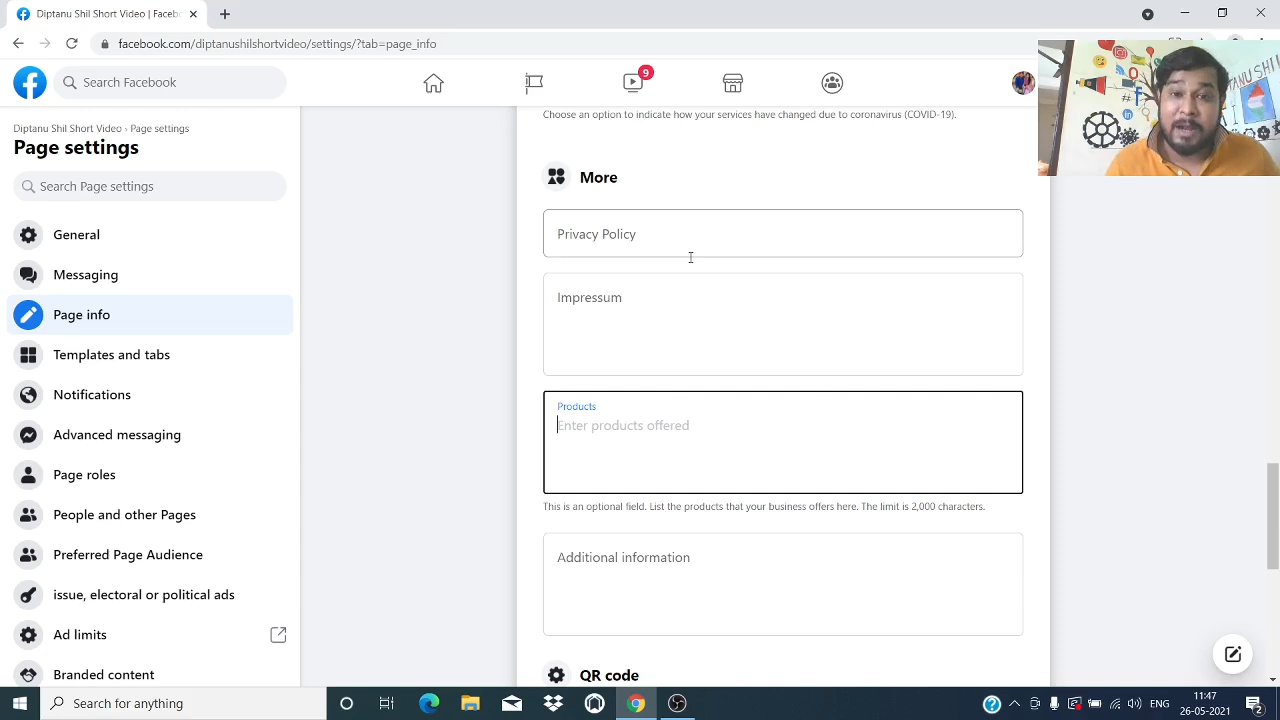 Diptanu Shil Short Video | Faceb
facebook.com/diptanushilshortvideo/settings/?tab=page_info
Search Facebook
9
Diptanu Shil Short Video › Page settings
Page settings
Search Page settings
General
Messaging
Page info
Templates and tabs
Notifications
Advanced messaging
Page roles
People and other Pages
Preferred Page Audience
issue, electoral or political ads
Ad limits
Branded content
Choose an option to indicate how your services have changed due to coronavirus (COVID-19).
More
Privacy Policy
Impressum
Products
Enter products offered
This is an optional field. List the products that your business offers here. The limit is 2,000 characters.
Additional information
QR code
Search for anything
ENG
11:47
26-05-2021
2